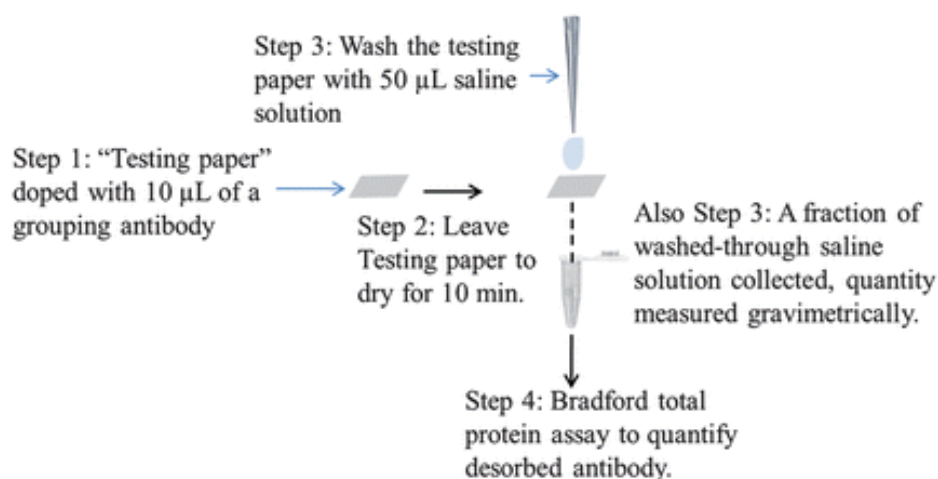 Step 3: Wash the testing
paper with 50 µL saline
solution
Step 1: “Testing paper”
doped with 10 µL of a
grouping antibody
Step 2: Leave
Testing paper to
dry for 10 min.
Also Step 3: A fraction of
washed-through saline
solution collected, quantity
measured gravimetrically.
Step 4: Bradford total
protein assay to quantify
desorbed antibody.